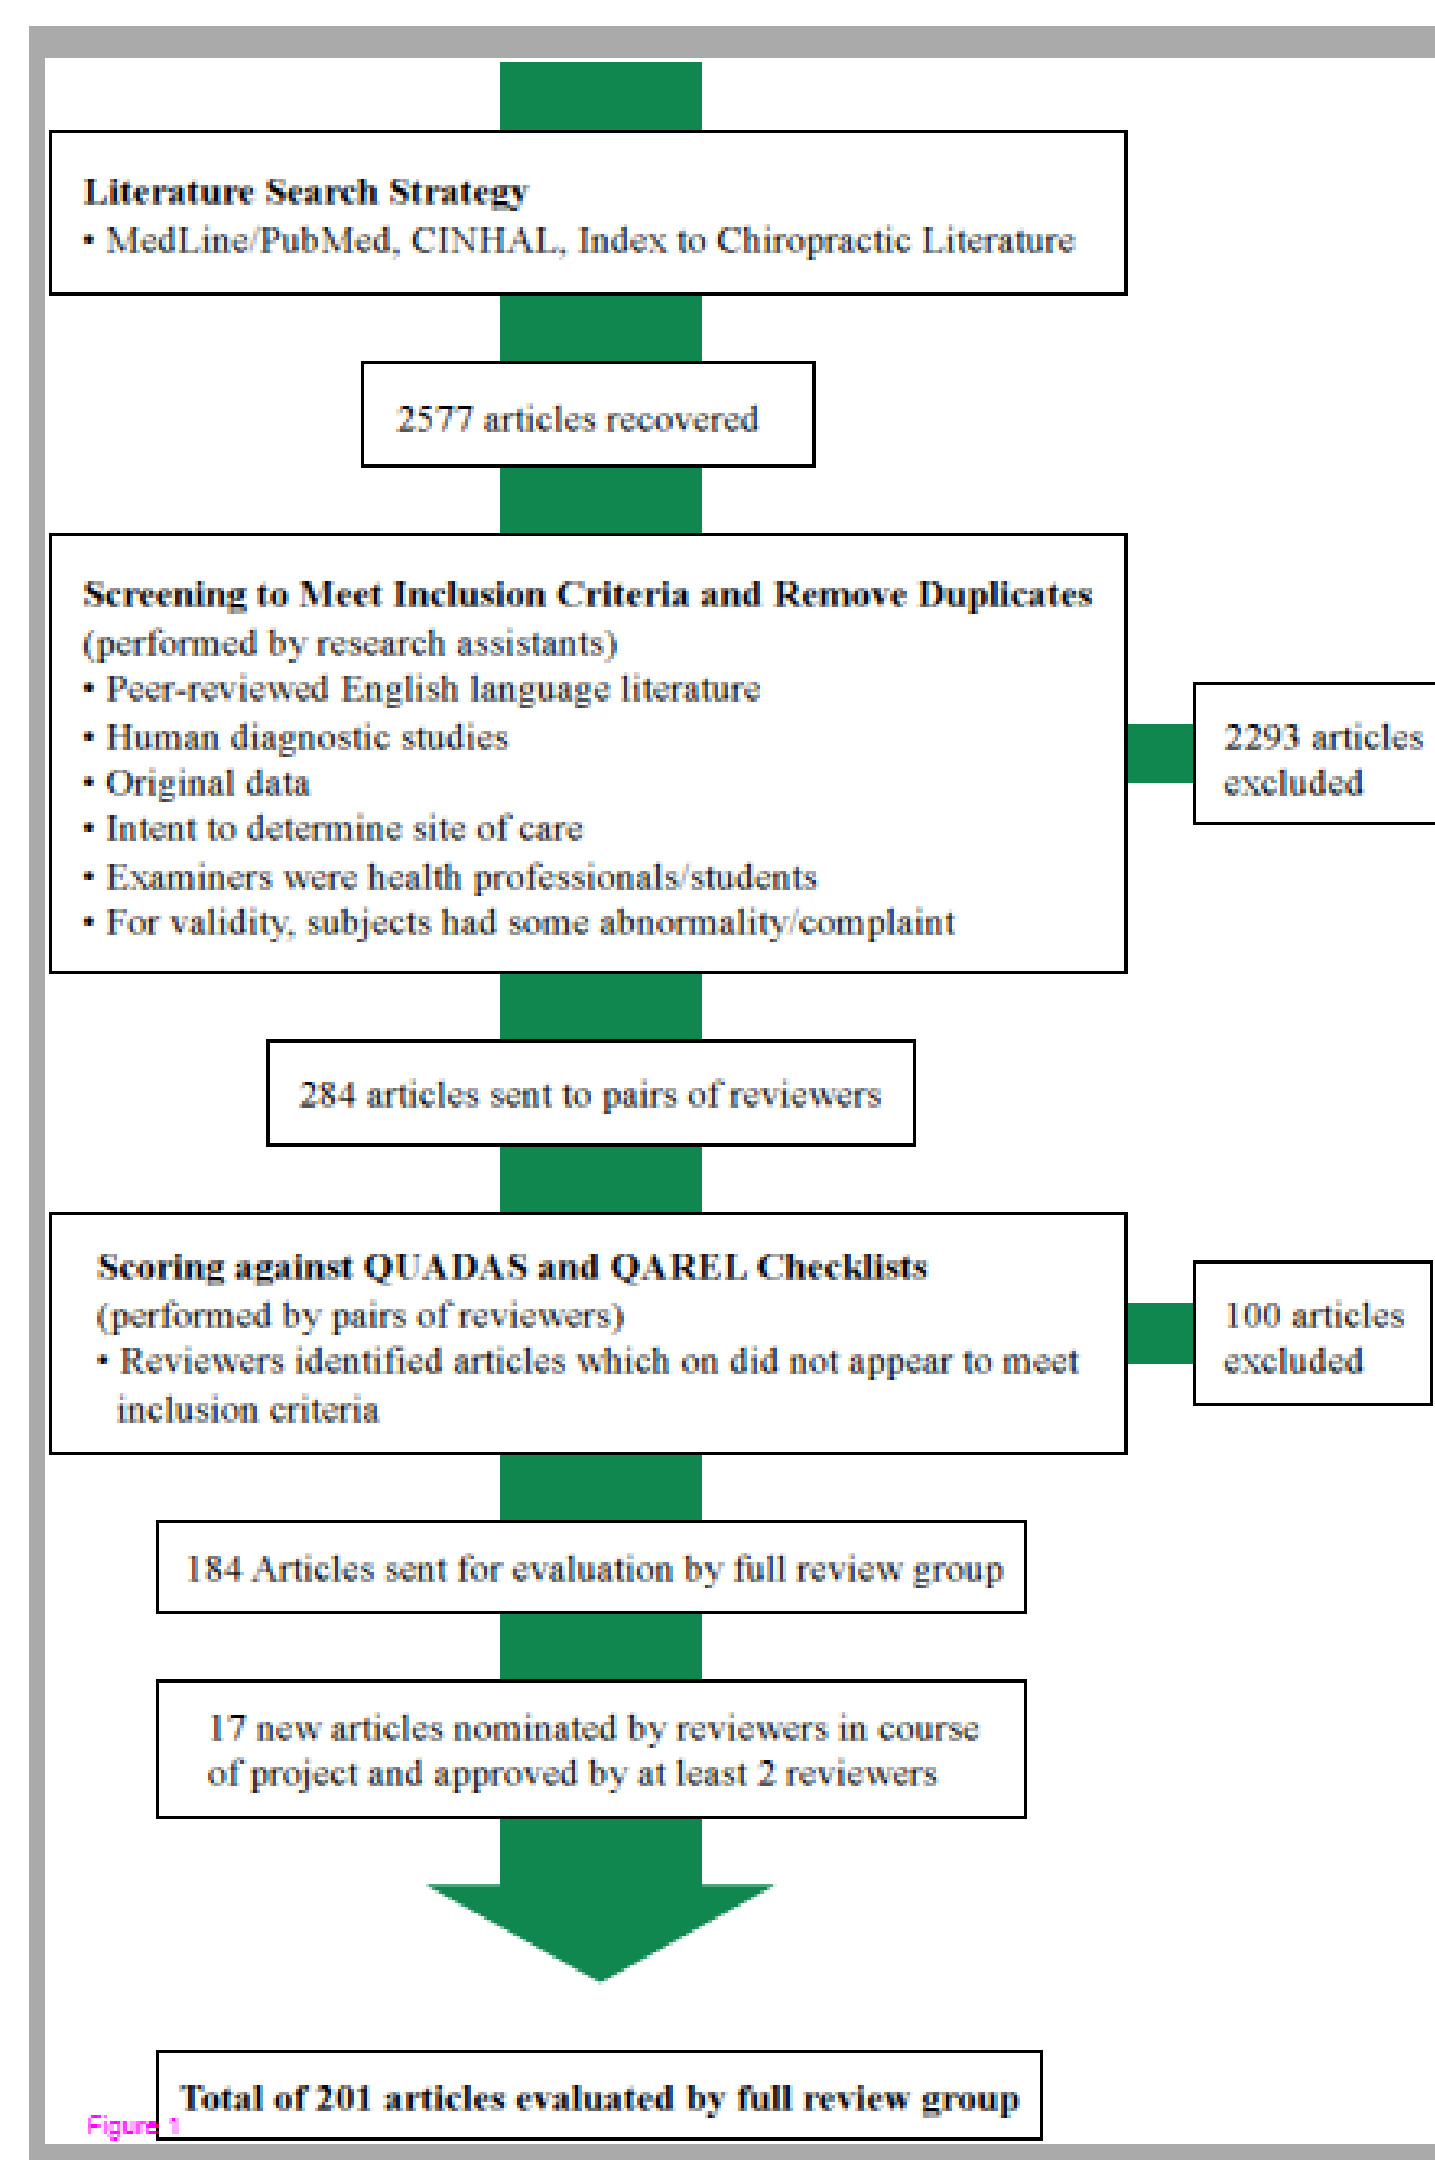 Literature Search Strategy
• MedLine/PubMed, CINHAL, Index to Chiropractic Literature
2577 articles recovered
Screening to Meet Inclusion Criteria and Remove Duplicates
(performed by research assistants)
• Peer-reviewed English language literature
• Human diagnostic studies
• Original data
• Intent to determine site of care
• Examiners were health professionals/students
• For validity, subjects had some abnormality/complaint
2293 articles
excluded
284 articles sent to pairs of reviewers
Scoring against QUADAS and QAREL Checklists
(performed by pairs of reviewers)
• Reviewers identified articles which on did not appear to meet
inclusion criteria
100 articles
excluded
184 Articles sent for evaluation by full review group
17 new articles nominated by reviewers in course
of project and approved by at least 2 reviewers
Total of 201 articles evaluated by full review group
Figure 1